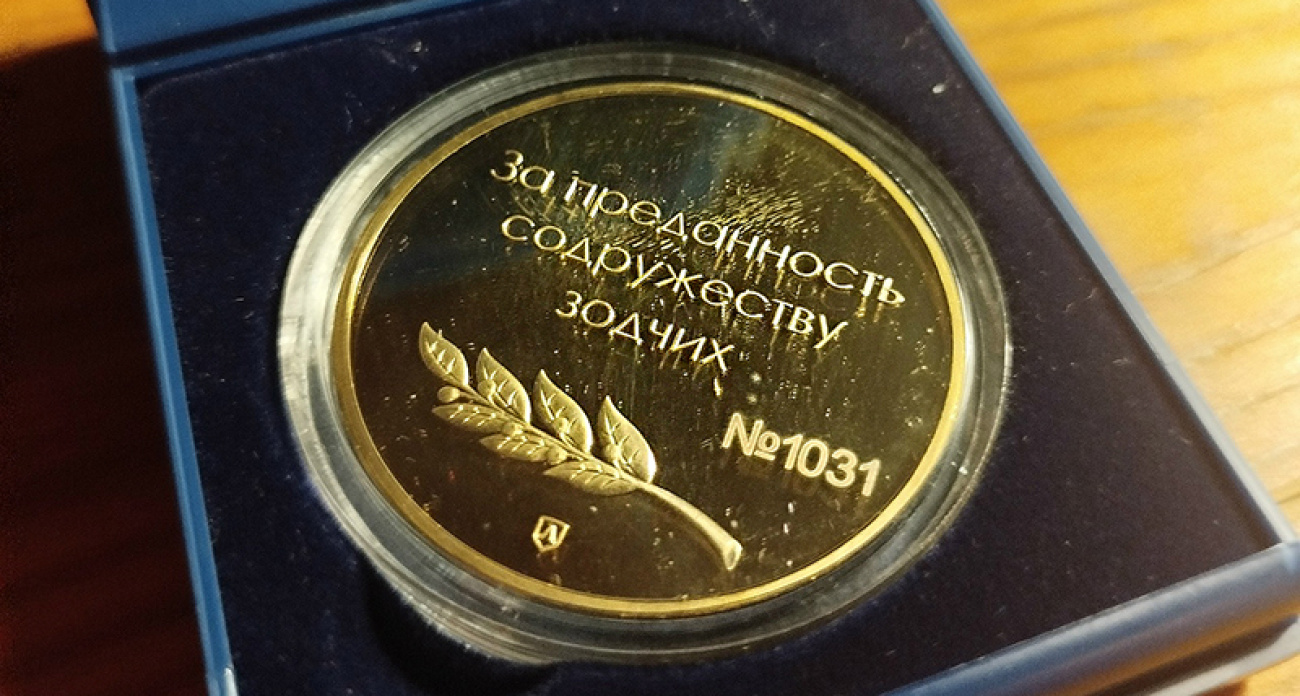 За преданность
содружеству
зодчих
№1031